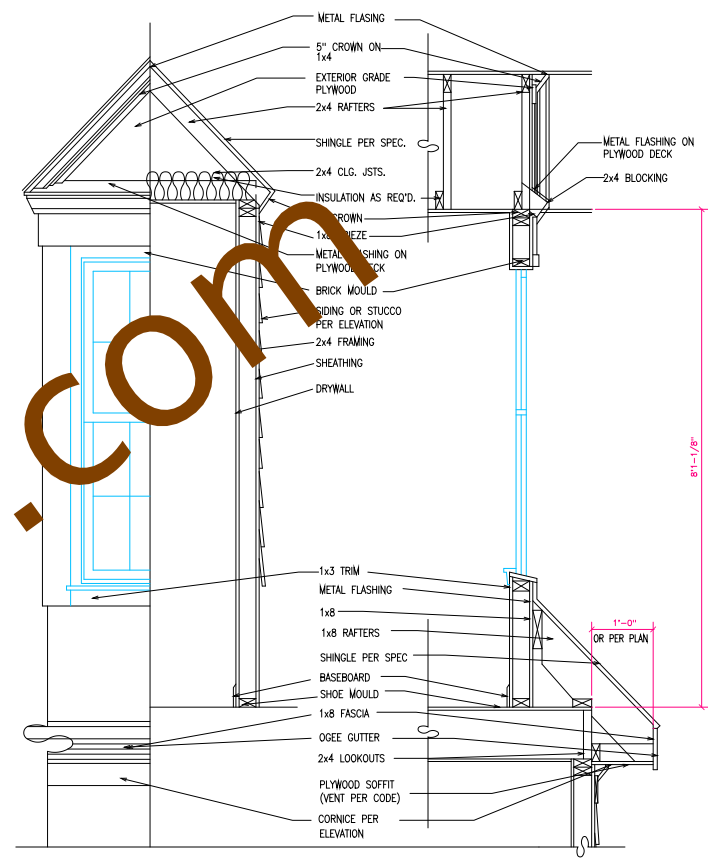 METAL FLASING
5" CROWN ON
1x4
EXTERIOR GRADE
PLYWOOD
2x4 RAFTERS
SHINGLE PER SPEC.
METAL FLASHING ON
PLYWOOD DECK
2x4 CLG. JSTS.
2x4 BLOCKING
INSULATION AS REQ'D.
CROWN
METAL FLASHING ON
PLYWOOD DECK
BRICK MOULD
SIDING OR STUCCO
PER ELEVATION
2x4 FRAMING
SHEATHING
DRYWALL
.com
8'1-1/8"
1x3 TRIM
METAL FLASHING
1x8
1'-0"
1x8 RAFTERS
OR PER PLAN
SHINGLE PER SPEC
BASEBOARD
SHOE MOULD
1x8 FASCIA
OGEE GUTTER
2x4 LOOKOUTS
PLYWOOD SOFFIT
(VENT PER CODE)
CORNICE PER
ELEVATION